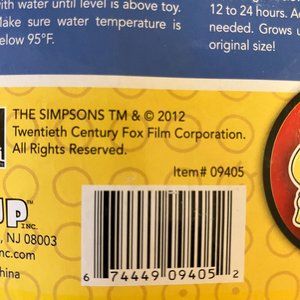 with water until level is above toy.
Make sure water temperature is
below 95°F.
12 to 24 hours.
needed. Grows u
original size!
THE SIMPSONS TM & © 2012
Twentieth Century Fox Film Corporation.
All Rights Reserved.
Item# 09405
UP™
INC.
, NJ 08003
nc.com
china
6 74449 09405 2